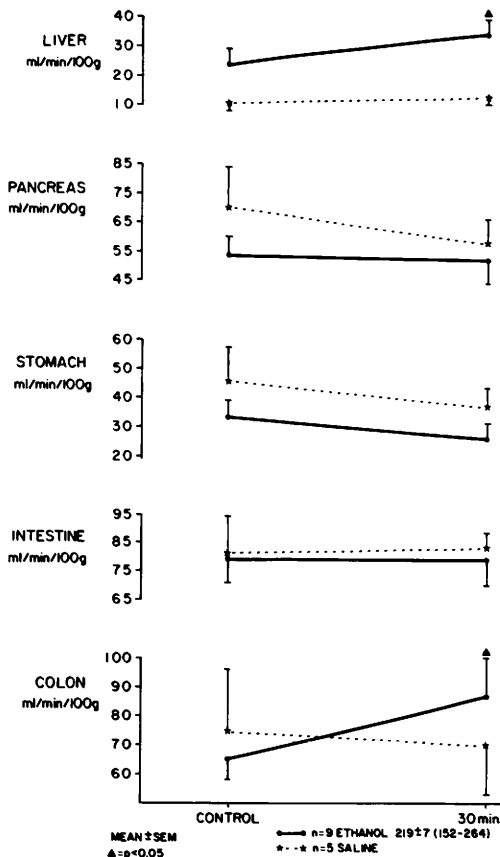 LIVER
ml/min/100g
40
30
20
10
PANCREAS
ml/min/100g
85
75
65
55
45
STOMACH
ml/min/100g
60
50
40
30
20
INTESTINE
ml/min/100g
95
85
75
65
COLON
ml/min/100g
100
90
80
70
60
CONTROL 30min
MEAN±SEM n=9 ETHANOL 219±7 (152-264)
▲=p<0.05 n=5 SALINE